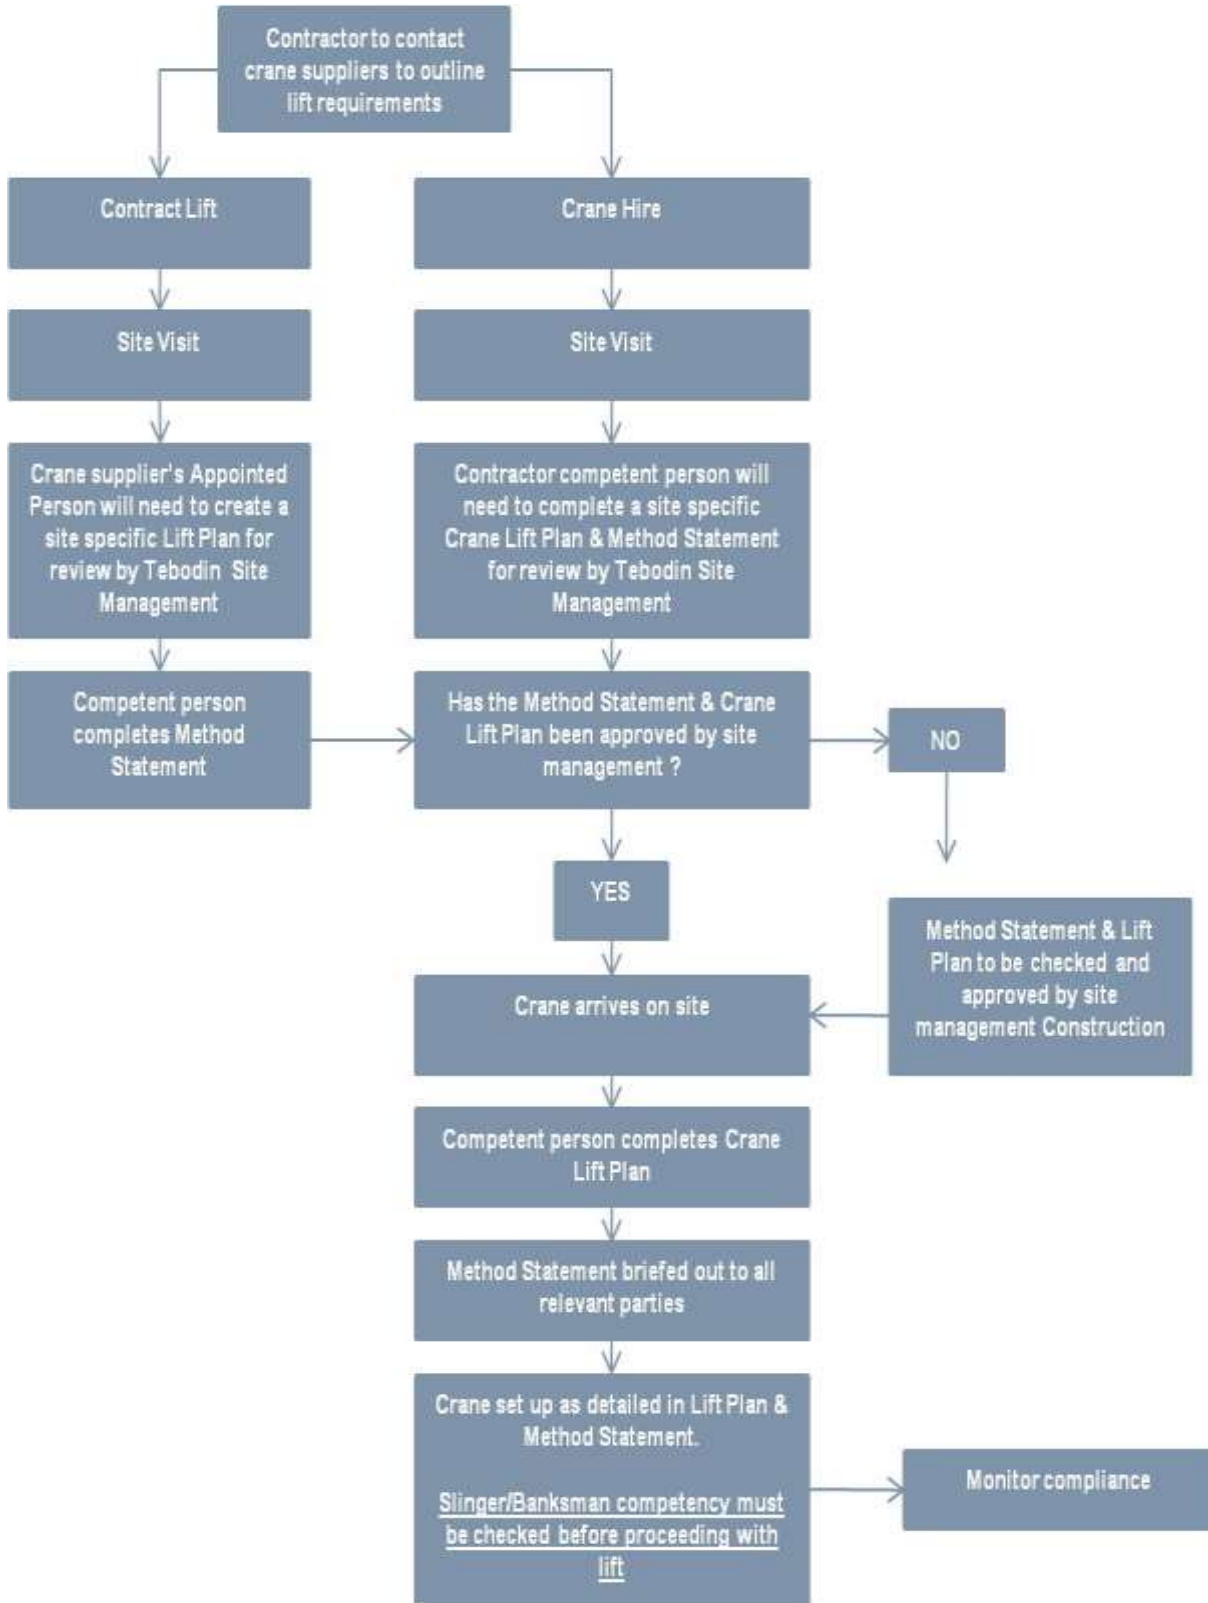 Contractor to contact
crane suppliers to outline
lift requirements
Contract Lift
Crane Hire
Site Visit
Site Visit
Crane supplier's Appointed
Person will need to create a
site specific Lift Plan for
review by Tebodin Site
Management
Contractor competent person will
need to complete a site specific
Crane Lift Plan & Method Statement
for review by Tebodin Site
Management
Competent person
completes Method
Statement
Has the Method Statement & Crane
Lift Plan been approved by site
management ?
NO
YES
Method Statement & Lift
Plan to be checked and
approved by site
management Construction
Crane arrives on site
Competent person completes Crane
Lift Plan
Method Statement briefed out to all
relevant parties
Crane set up as detailed in Lift Plan &
Method Statement.
Slinger/Banksman competency must
be checked before proceeding with
lift
Monitor compliance